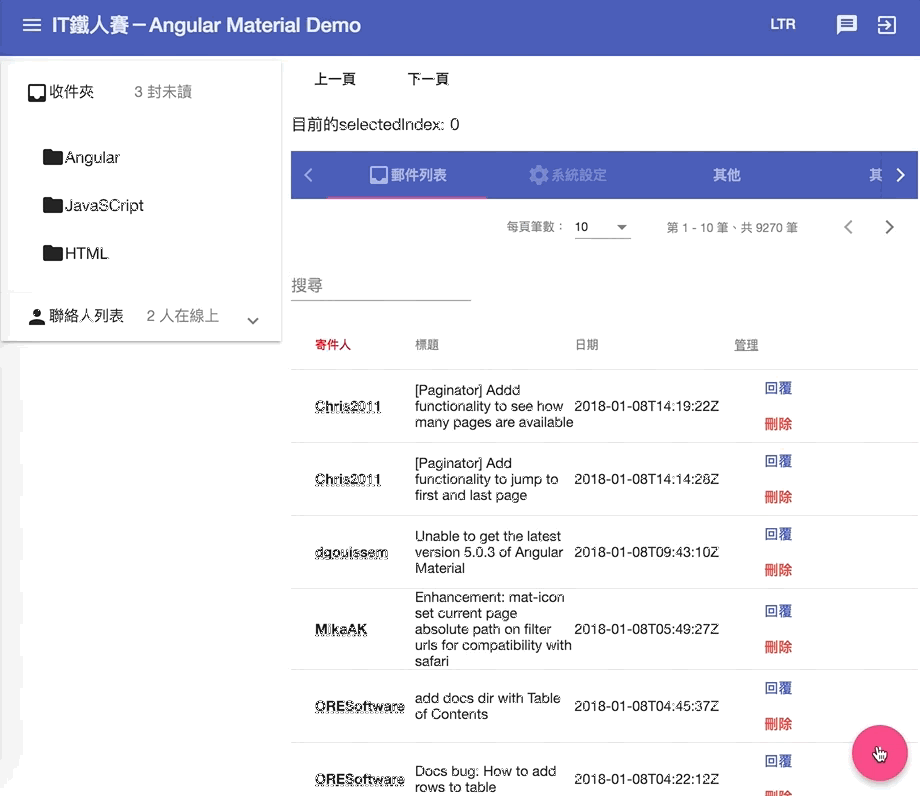 IT鐵人賽－Angular Material Demo
LTR
收件夾 3 封未讀
Angular
JavaSCript
HTML
聯絡人列表 2 人在線上
上一頁 下一頁
目前的selectedIndex: 0
郵件列表 系統設定 其他 其
每頁筆數： 10 第 1 - 10 筆、共 9270 筆
搜尋
寄件人 標題 日期 管理
[Paginator] Addd
functionality to see how
many pages are available
Chris2011 2018-01-08T14:19:22Z
回覆
刪除
[Paginator] Add
functionality to jump to
first and last page
Chris2011 2018-01-08T14:14:28Z
回覆
刪除
Unable to get the latest
version 5.0.3 of Angular
Material
dgouissem 2018-01-08T09:43:10Z
回覆
刪除
Enhancement: mat-icon
set current page
absolute path on filter
urls for compatibility with
safari
MikaAK 2018-01-08T05:49:27Z
回覆
刪除
add docs dir with Table
of Contents
ORESoftware 2018-01-08T04:45:37Z
回覆
刪除
Docs bug: How to add
rows to table
ORESoftware 2018-01-08T04:22:12Z
回覆
刪除